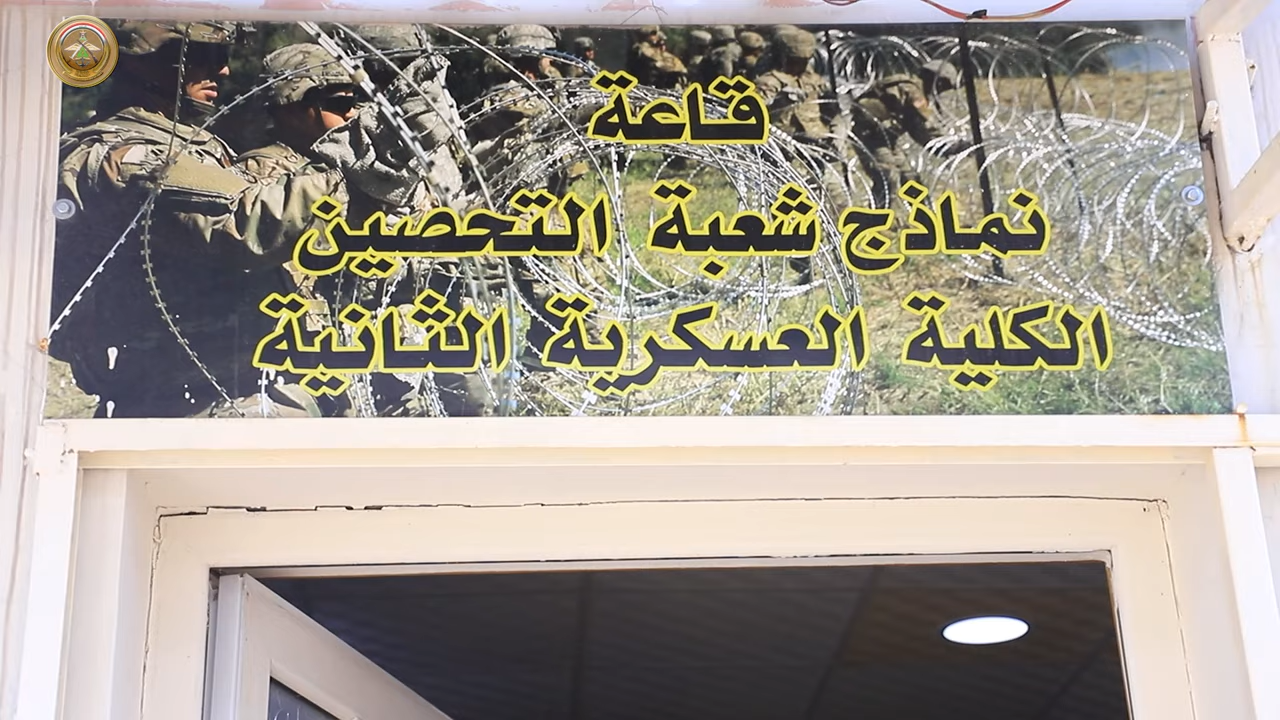 قاعة
نماذج شعبة التحصين
الكلية العسكرية الثانية